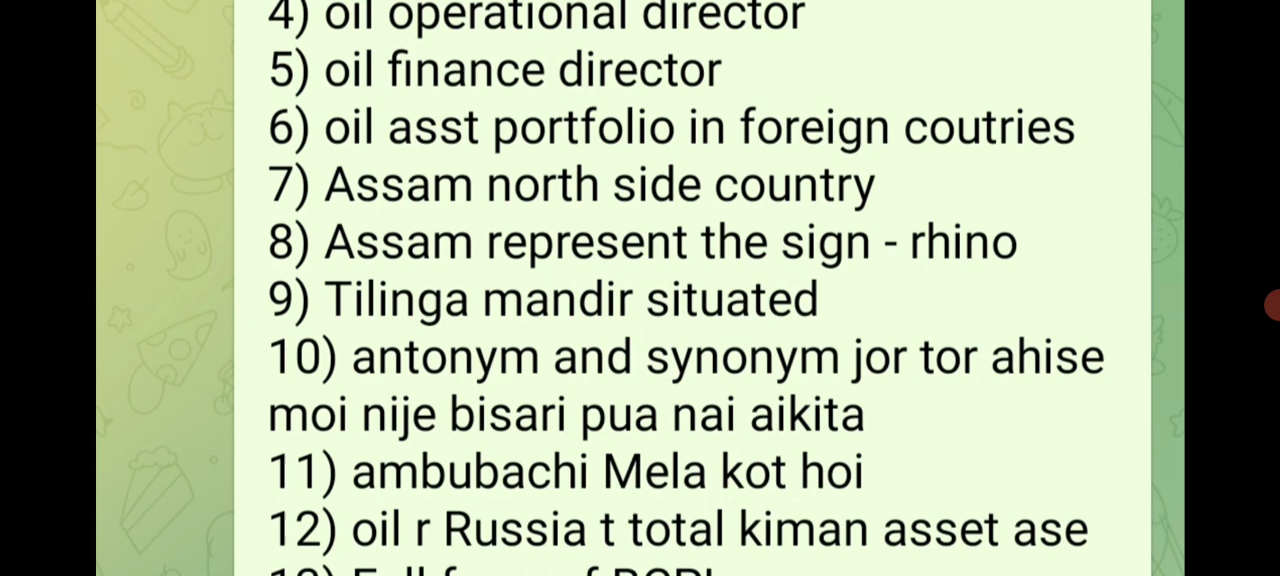 4) oil operational director
5) oil finance director
6) oil asst portfolio in foreign coutries
7) Assam north side country
8) Assam represent the sign - rhino
9) Tilinga mandir situated
10) antonym and synonym jor tor ahise
moi nije bisari pua nai aikita
11) ambubachi Mela kot hoi
12) oil r Russia t total kiman asset ase